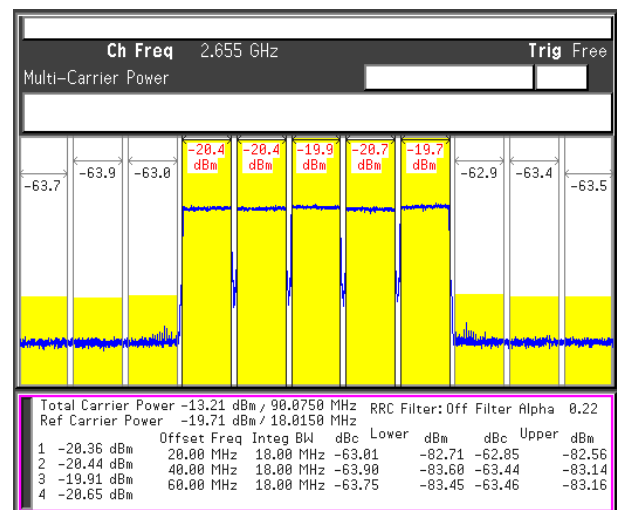 Ch Freq 2.655 GHz Trig Free
Multi-Carrier Power
-20.4 -20.4 -19.9 -20.7 -19.7
dBm dBm dBm dBm dBm
-63.7 -63.9 -63.0 -62.9 -63.4 -63.5
Total Carrier Power -13.21 dBm/ 90.0750 MHz RRC Filter: Off Filter Alpha 0.22
Ref Carrier Power -19.71 dBm/ 18.0150 MHz
Offset Freq Integ BW dBc Lower dBm dBc Upper dBm
1 -20.36 dBm 20.00 MHz 18.00 MHz -63.01 -82.71 -62.85 -82.56
2 -20.44 dBm 40.00 MHz 18.00 MHz -63.90 -83.60 -63.44 -83.14
3 -19.91 dBm 60.00 MHz 18.00 MHz -63.75 -83.45 -63.46 -83.16
4 -20.65 dBm